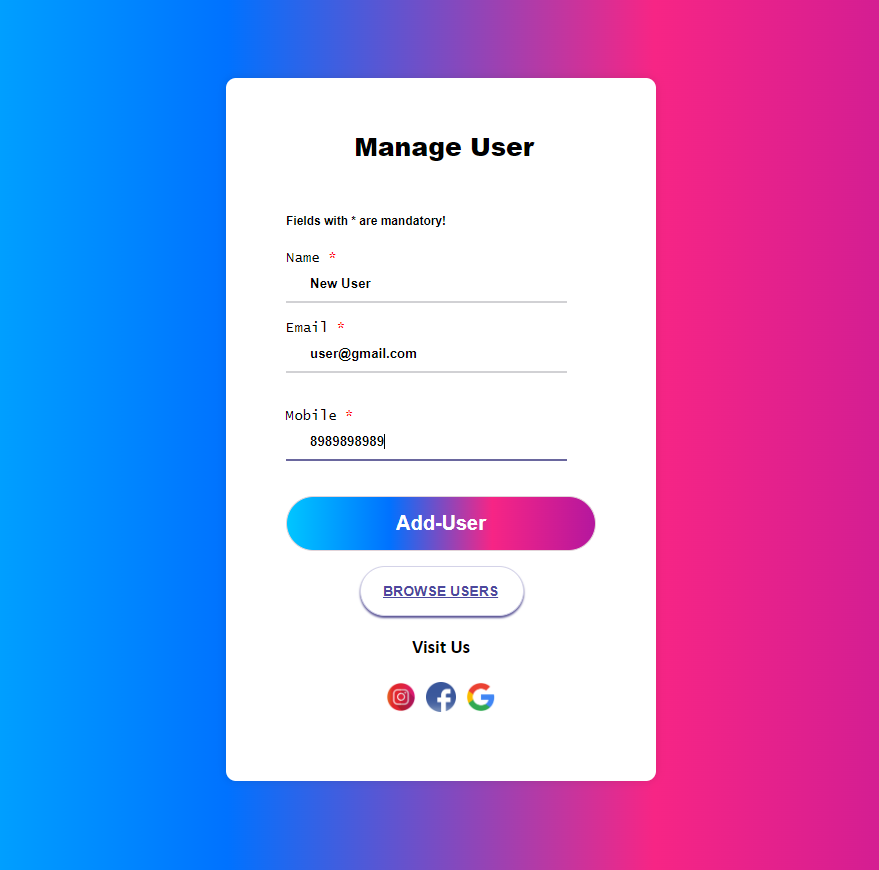 Manage User
Fields with * are mandatory!
Name *
New User
Email *
user@gmail.com
Mobile *
8989898989
Add-User
BROWSE USERS
Visit Us